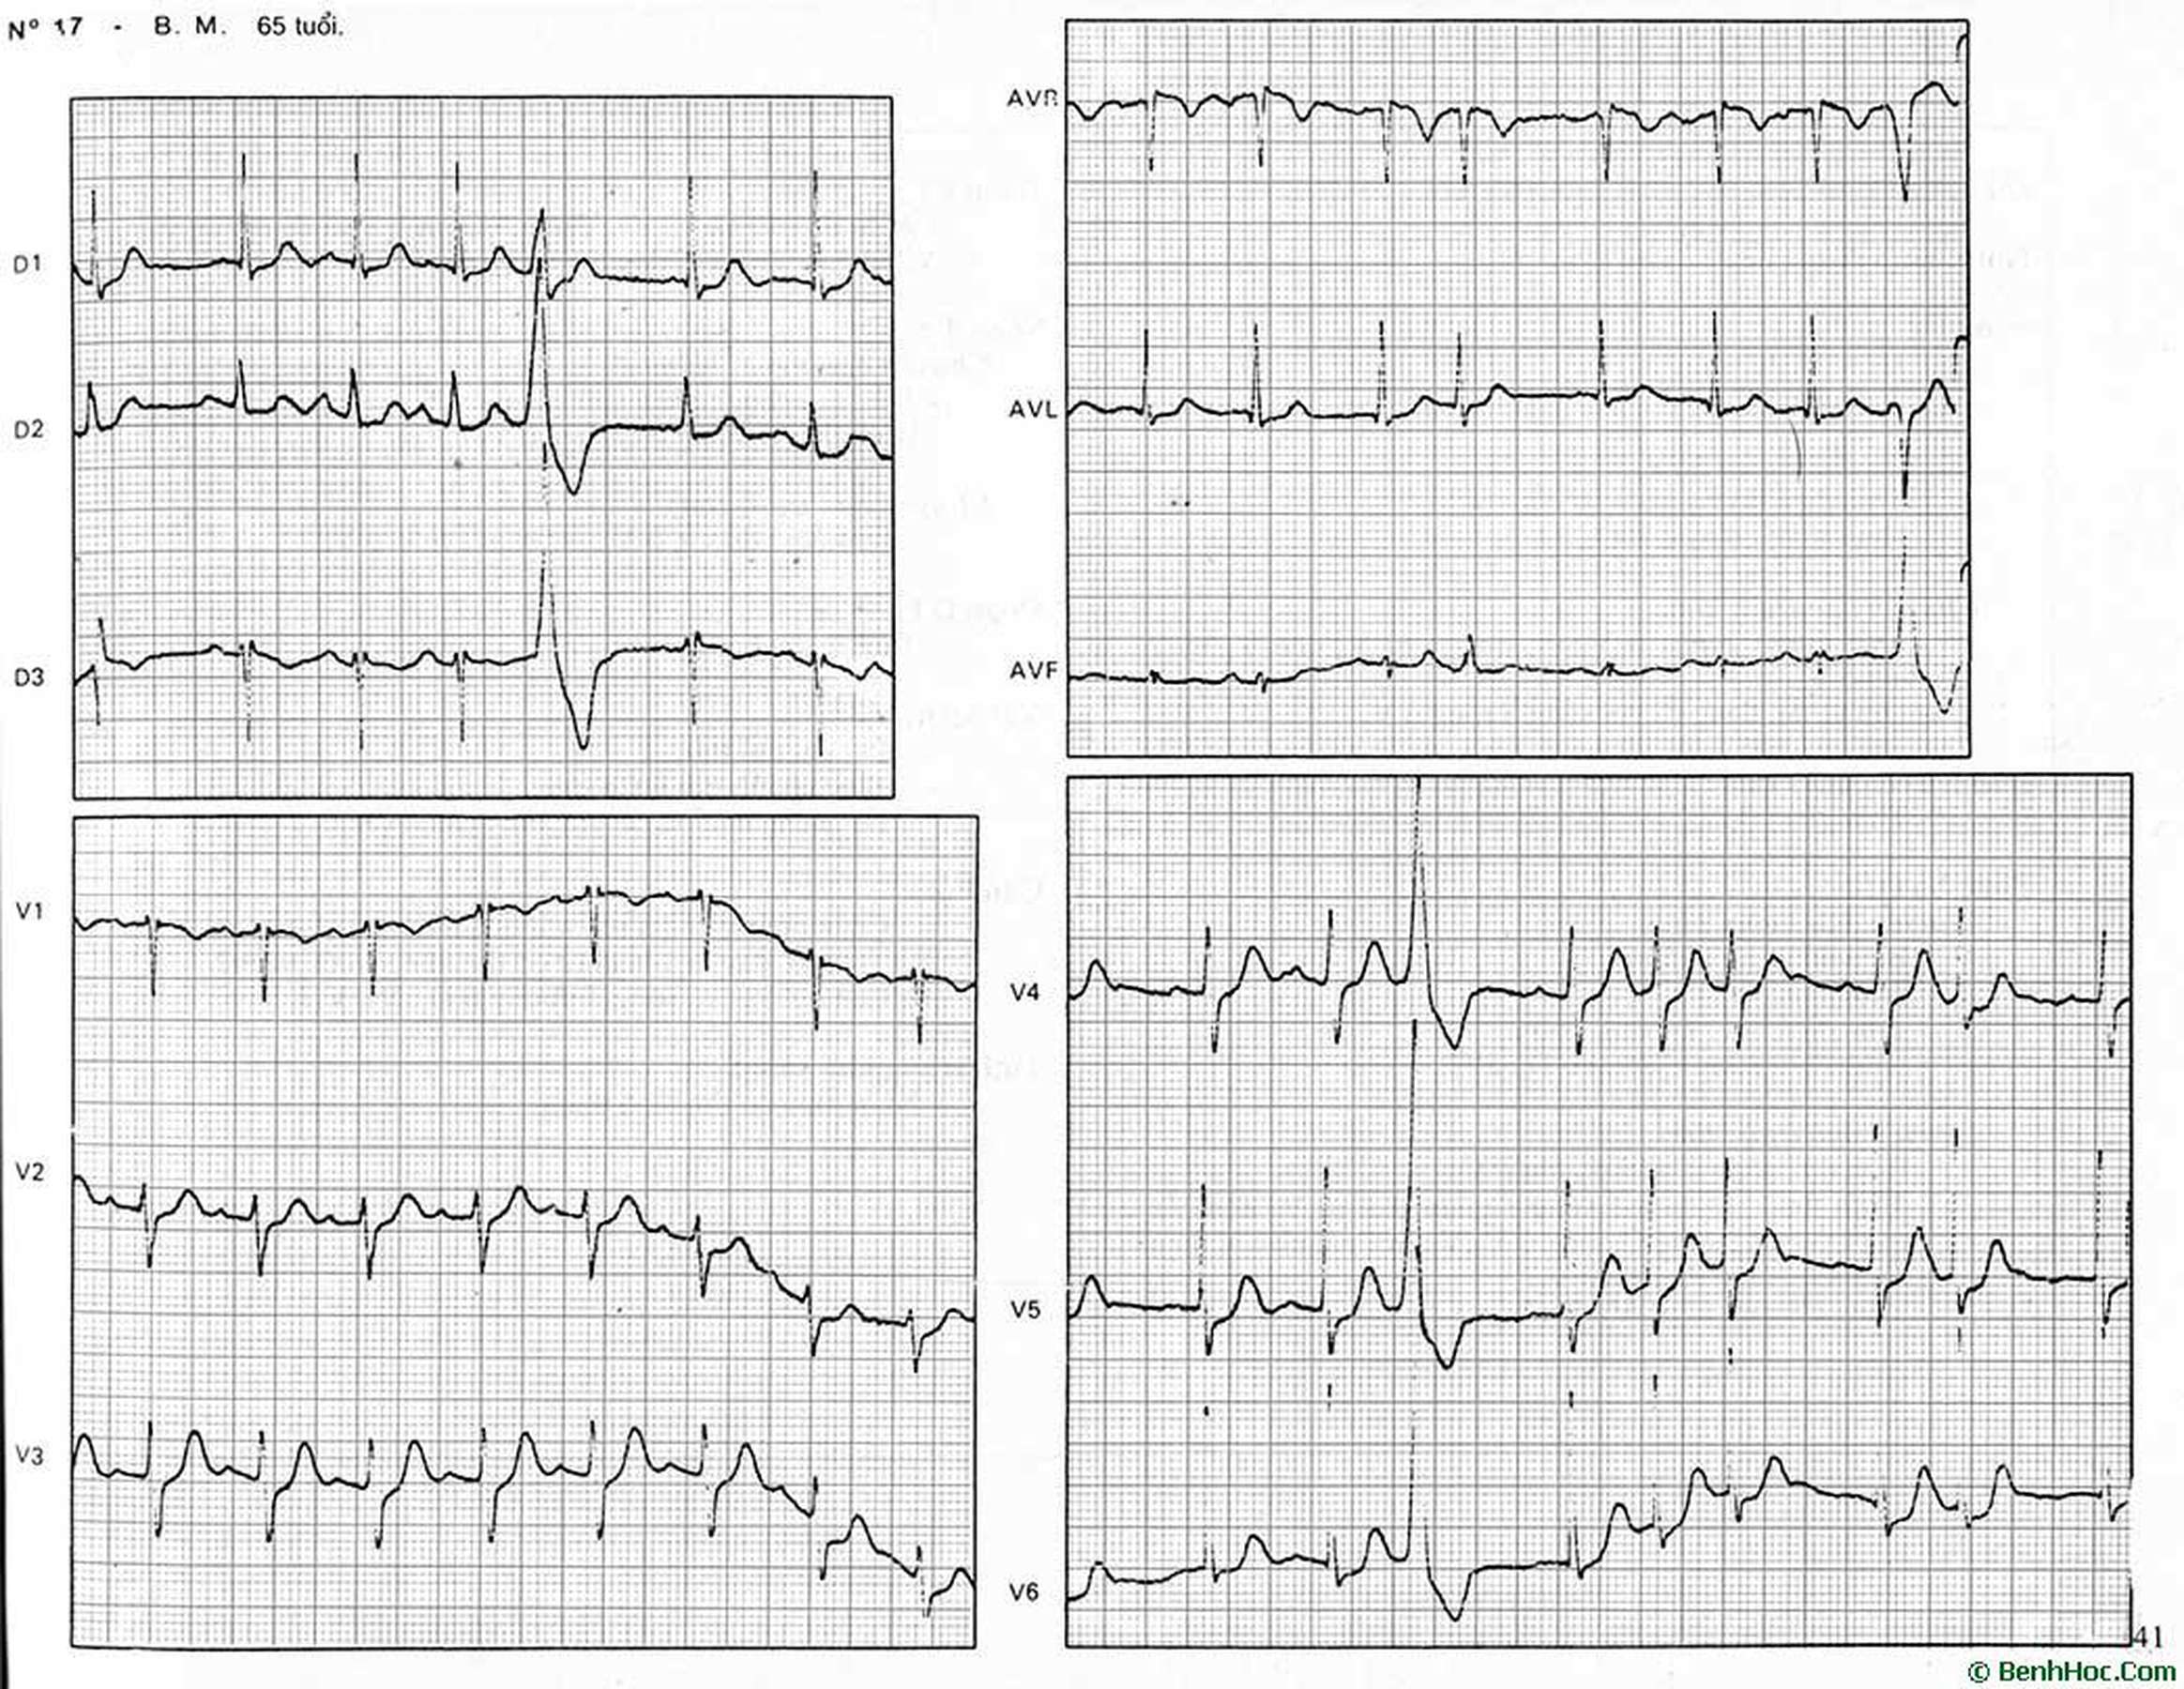 Nº 17 - B. M. 65 tuổi.
D1
D2
D3
AVR
AVL
AVF
V1
V2
V3
V4
V5
V6
41
© BenhHoc.Com